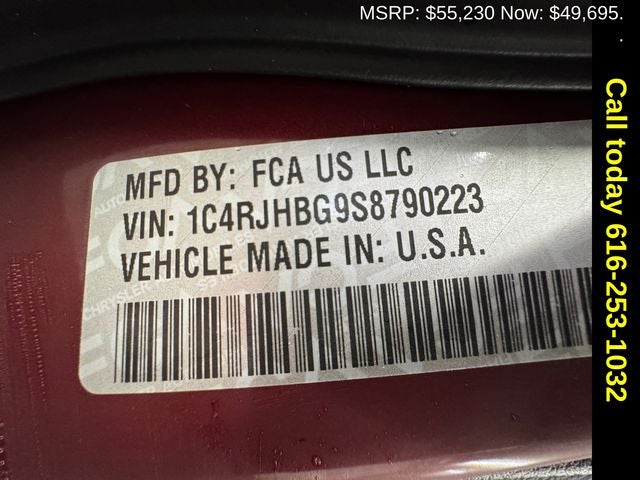 MSRP: $55,230 Now: $49,695.
MFD BY: FCA US LLC
VIN: 1C4RJHBG9S8790223
VEHICLE MADE IN: U.S.A.
Call today 616-253-1032